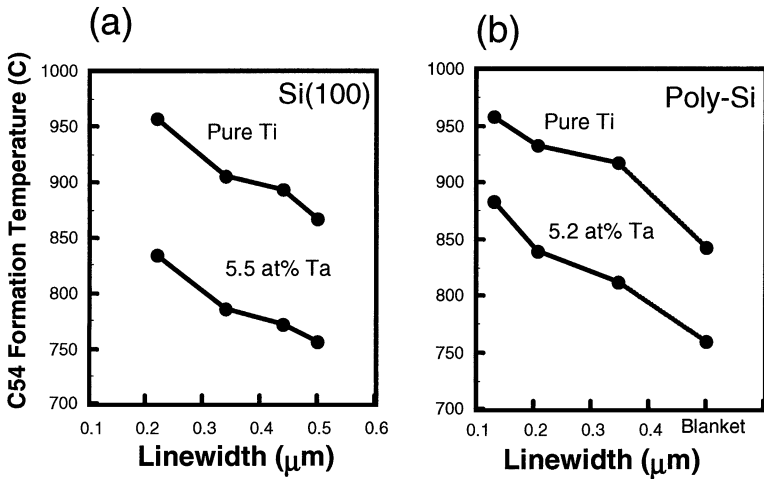 (a)
C54 Formation Temperature (C)
1000
950
900
850
800
750
700
Si(100)
Pure Ti
5.5 at% Ta
0.1 0.2 0.3 0.4 0.5 0.6
Linewidth (μm)
(b)
1000
950
900
850
800
750
700
Poly-Si
Pure Ti
5.2 at% Ta
0.1 0.2 0.3 0.4 Blanket
Linewidth (μm)